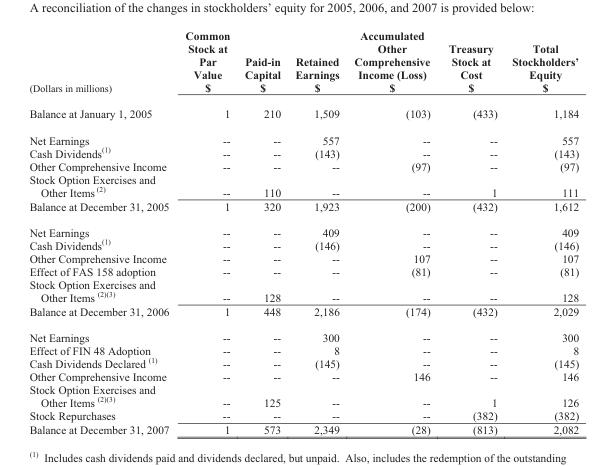 A reconciliation of the changes in stockholders' equity for 2005, 2006, and 2007 is provided below:
Common Accumulated
Stock at Other Treasury Total
Par Paid-in Retained Comprehensive Stock at Stockholders'
Value Capital Earnings Income (Loss) Cost Equity
(Dollars in millions) $ $ $ $ $ $
Balance at January 1, 2005 1 210 1,509 (103) (433) 1,184
Net Earnings -- -- 557 -- -- 557
Cash Dividends(1) -- -- (143) -- -- (143)
Other Comprehensive Income -- -- -- (97) -- (97)
Stock Option Exercises and
Other Items (2) -- 110 -- -- 1 111
Balance at December 31, 2005 1 320 1,923 (200) (432) 1,612
Net Earnings -- -- 409 -- -- 409
Cash Dividends(1) -- -- (146) -- -- (146)
Other Comprehensive Income -- -- -- 107 -- 107
Effect of FAS 158 adoption -- -- -- (81) -- (81)
Stock Option Exercises and
Other Items (2)(3) -- 128 -- -- -- 128
Balance at December 31, 2006 1 448 2,186 (174) (432) 2,029
Net Earnings -- -- 300 -- -- 300
Effect of FIN 48 Adoption -- -- 8 -- -- 8
Cash Dividends Declared (1) -- -- (145) -- -- (145)
Other Comprehensive Income -- -- -- 146 -- 146
Stock Option Exercises and
Other Items (2)(3) -- 125 -- -- 1 126
Stock Repurchases -- -- -- -- (382) (382)
Balance at December 31, 2007 1 573 2,349 (28) (813) 2,082
(1) Includes cash dividends paid and dividends declared, but unpaid. Also, includes the redemption of the outstanding